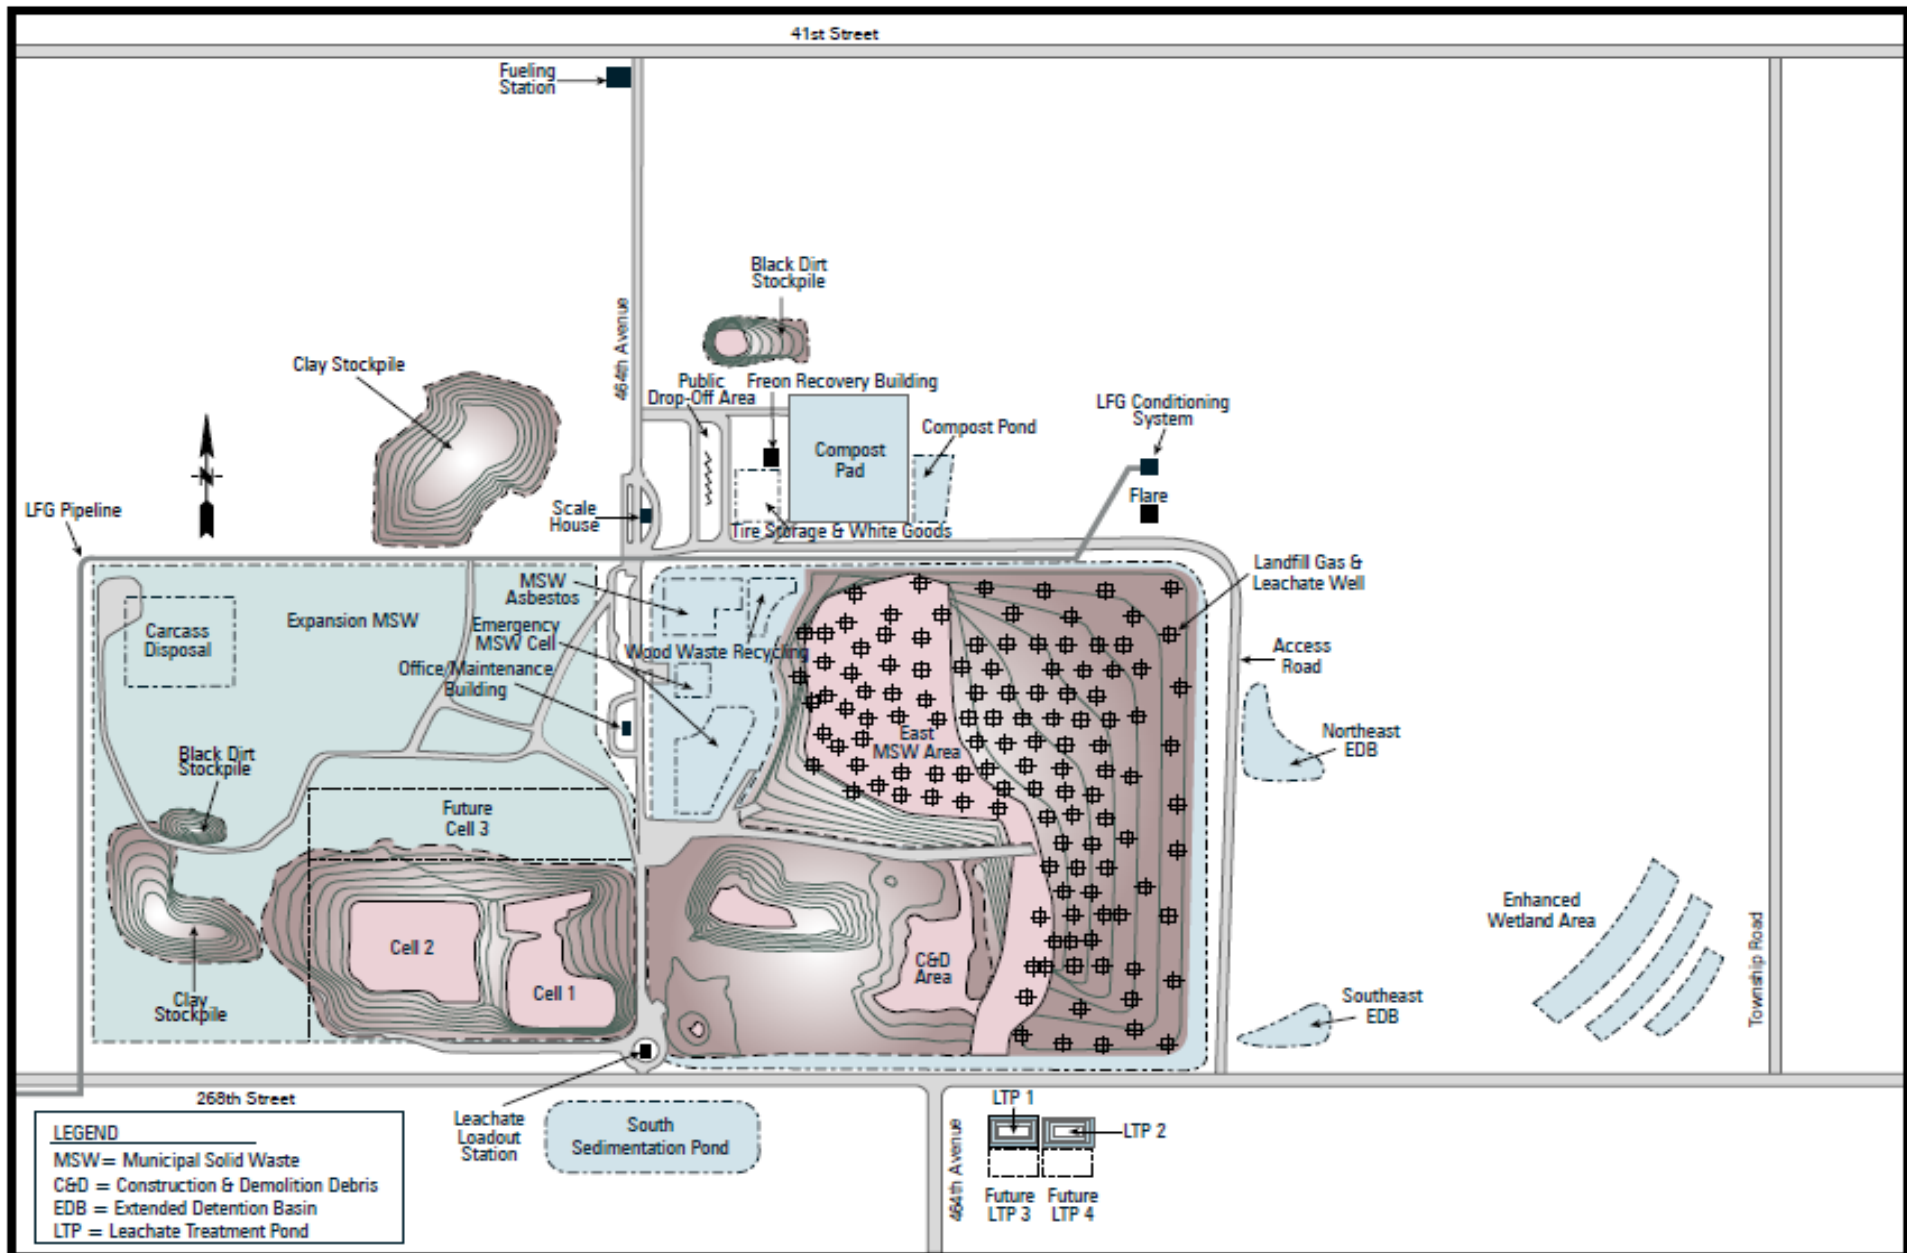 41st Street
Fueling
Station
464th Avenue
Black Dirt
Stockpile
Clay Stockpile
Public
Drop-Off Area
Freon Recovery Building
LFG Conditioning
System
Compost Pond
Compost
Pad
N
Flare
LFG Pipeline
Scale
House
Tire Storage & White Goods
Landfill Gas &
Leachate Well
MSW
Asbestos
Expansion MSW
Carcass
Disposal
Emergency
MSW Cell
Wood Waste Recycling
Access
Road
Office/Maintenance
Building
East
MSW Area
Northeast
EDB
Black Dirt
Stockpile
Future
Cell 3
Enhanced
Wetland Area
Township Road
Cell 2
C&D
Area
Cell 1
Clay
Stockpile
Southeast
EDB
268th Street
LEGEND
MSW= Municipal Solid Waste
C&D = Construction & Demolition Debris
EDB = Extended Detention Basin
LTP = Leachate Treatment Pond
Leachate
Loadout
Station
South
Sedimentation Pond
464th Avenue
LTP 1
LTP 2
Future
LTP 3
Future
LTP 4